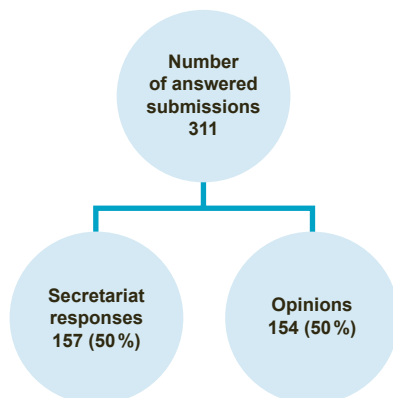 Number
of answered
submissions
311
Secretariat
responses
157 (50 %)
Opinions
154 (50 %)